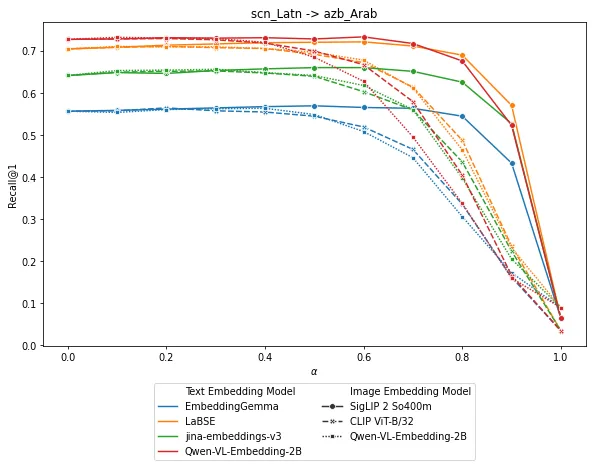 scn_Latn -> azb_Arab
Recall@1
0.7
0.6
0.5
0.4
0.3
0.2
0.1
0.0
0.0 0.2 0.4 0.6 0.8 1.0
α
Text Embedding Model Image Embedding Model
EmbeddingGemma SigLIP 2 So400m
LaBSE CLIP ViT-B/32
jina-embeddings-v3 Qwen-VL-Embedding-2B
Qwen-VL-Embedding-2B